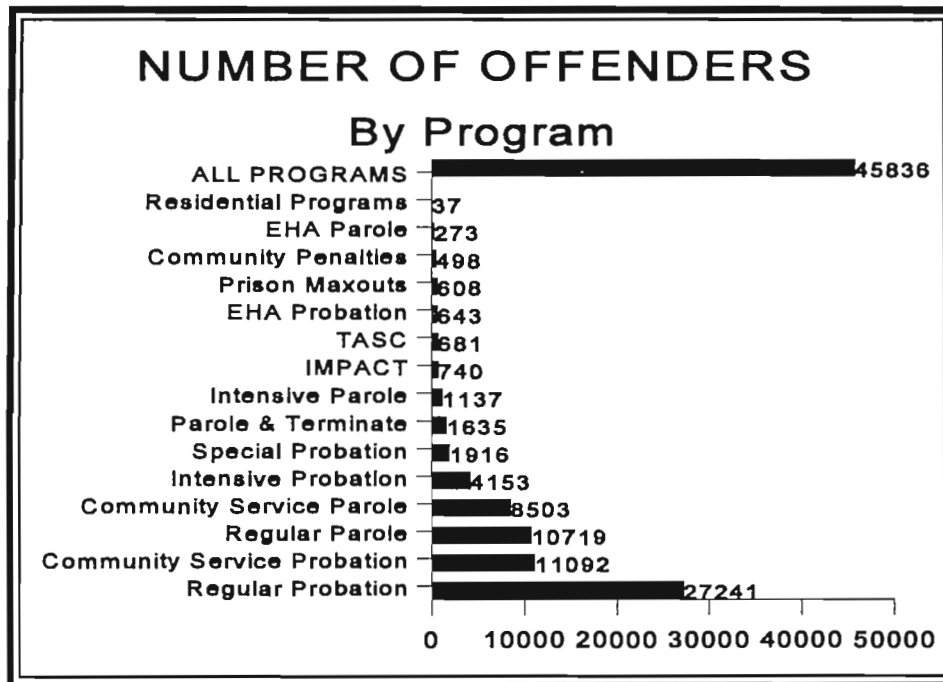 NUMBER OF OFFENDERS
By Program
ALL PROGRAMS 45836
Residential Programs 37
EHA Parole 273
Community Penalties 498
Prison Maxouts 608
EHA Probation 643
TASC 681
IMPACT 740
Intensive Parole 1137
Parole & Terminate 1635
Special Probation 1916
Intensive Probation 4153
Community Service Parole 8503
Regular Parole 10719
Community Service Probation 11092
Regular Probation 27241
0 10000 20000 30000 40000 50000